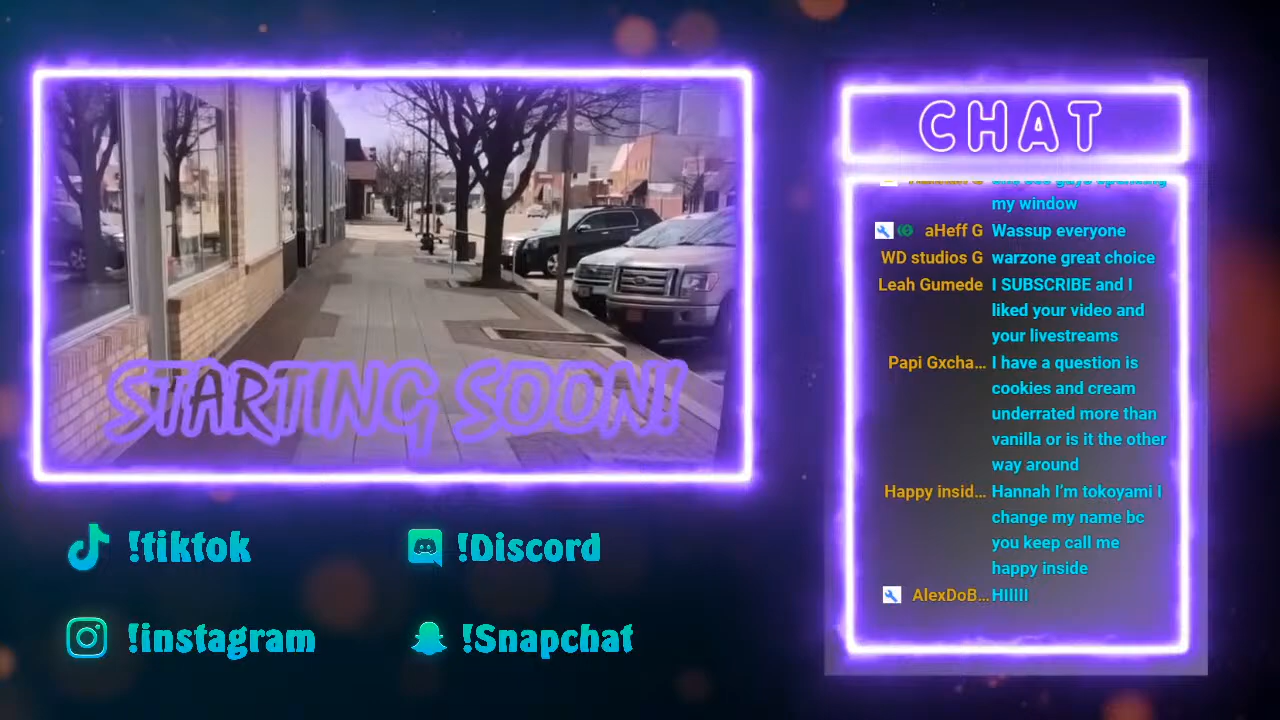 STARTING SOON!
!tiktok
!Discord
!instagram
!Snapchat
CHAT
my window
aHeff G Wassup everyone
WD studios G warzone great choice
Leah Gumede I SUBSCRIBE and I
liked your video and
your livestreams
Papi Gxcha... I have a question is
cookies and cream
underrated more than
vanilla or is it the other
way around
Happy insid... Hannah I'm tokoyami I
change my name bc
you keep call me
happy inside
AlexDoB... HIIIII